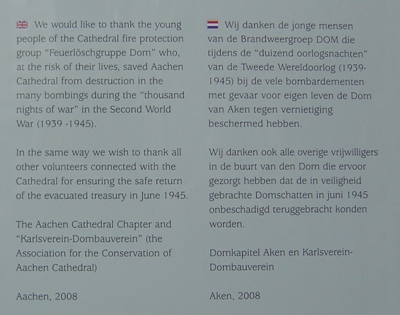 We would like to thank the young
people of the Cathedral fire protection
group "Feuerlöschgruppe Dom" who,
at the risk of their lives, saved Aachen
Cathedral from destruction in the
many bombings during the "thousand
nights of war" in the Second World
War (1939 -1945).
In the same way we wish to thank all
other volunteers connected with the
Cathedral for ensuring the safe return
of the evacuated treasury in June 1945.
The Aachen Cathedral Chapter and
"Karlsverein-Dombauverein" (the
Association for the Conservation of
Aachen Cathedral)
Aachen, 2008
Wij danken de jonge mensen
van de Brandweergroep DOM die
tijdens de "duizend oorlogsnachten"
van de Tweede Wereldoorlog (1939-
1945) bij de vele bombardementen
met gevaar voor eigen leven de Dom
van Aken tegen vernietiging
beschermed hebben.
Wij danken ook alle overige vrijwilligers
in de buurt van den Dom die ervoor
gezorgt hebben dat de in veiligheid
gebrachte Domschatten in juni 1945
onbeschadigd teruggebracht konden
worden.
Domkapitel Aken en Karlsverein-
Dombauverein
Aken, 2008